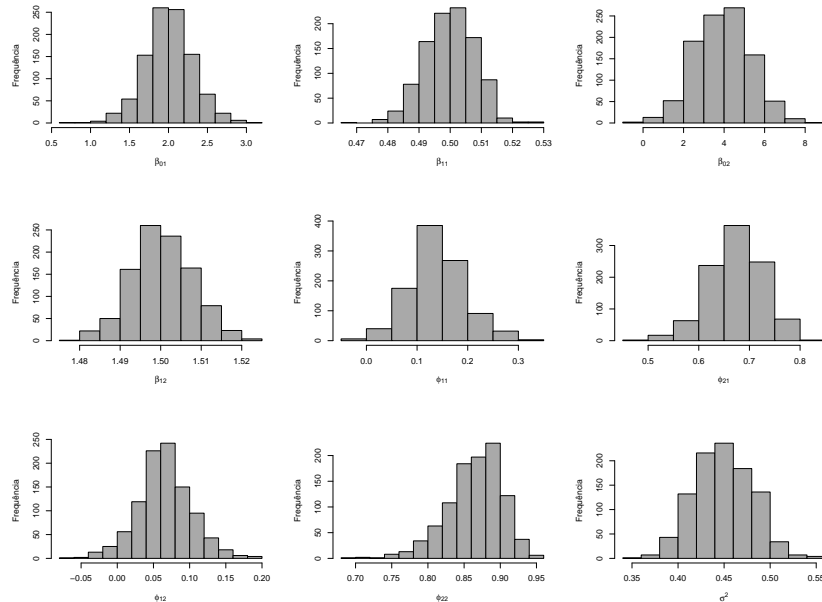 Frequência
0 50 100 150 200 250
0.5 1.0 1.5 2.0 2.5 3.0
β01
Frequência
0 50 100 150 200
0.47 0.48 0.49 0.50 0.51 0.52 0.53
β11
Frequência
0 50 100 150 200 250
0 2 4 6 8
β02
Frequência
0 50 100 150 200 250
1.48 1.49 1.50 1.51 1.52
β12
Frequência
0 100 200 300 400
0.0 0.1 0.2 0.3
ϕ11
Frequência
0 50 100 200 300
0.5 0.6 0.7 0.8
ϕ21
Frequência
0 50 100 150 200 250
−0.05 0.00 0.05 0.10 0.15 0.20
ϕ12
Frequência
0 50 100 150 200
0.70 0.75 0.80 0.85 0.90 0.95
ϕ22
Frequência
0 50 100 150 200
0.35 0.40 0.45 0.50 0.55
σ²